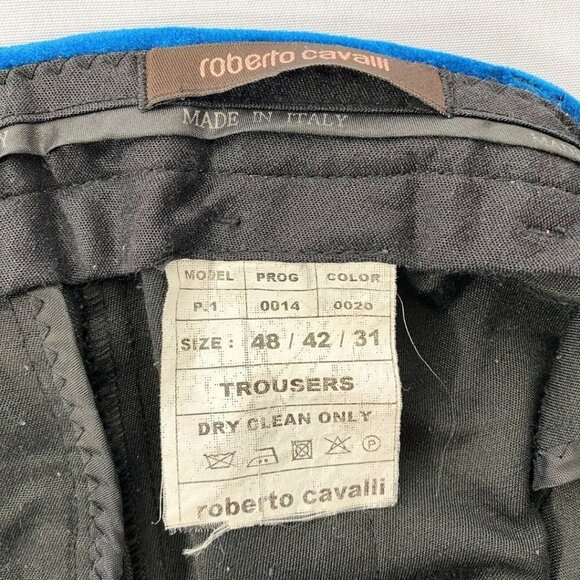 roberto cavalli
MADE IN ITALY
MODEL PROG COLOR
P.1 0014 0020
SIZE: 48 / 42 / 31
TROUSERS
DRY CLEAN ONLY
P
roberto cavalli